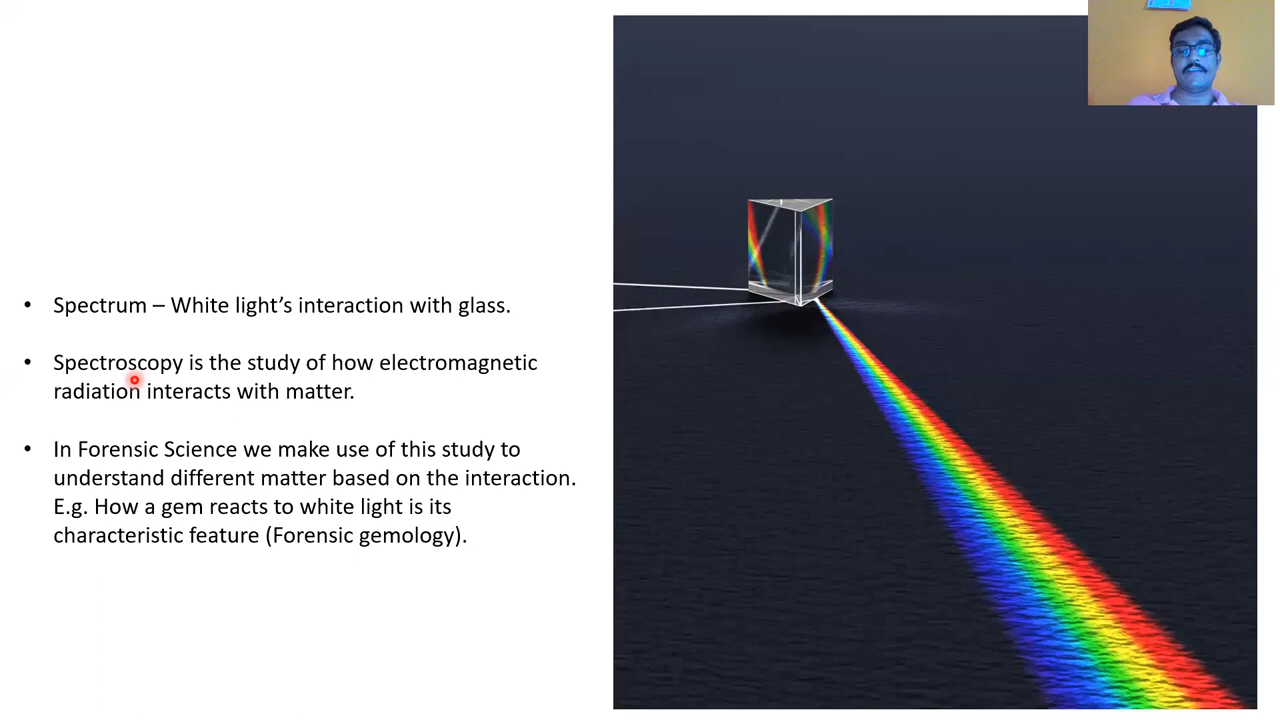 • Spectrum – White light’s interaction with glass.
• Spectroscopy is the study of how electromagnetic
radiation interacts with matter.
• In Forensic Science we make use of this study to
understand different matter based on the interaction.
E.g. How a gem reacts to white light is its
characteristic feature (Forensic gemology).